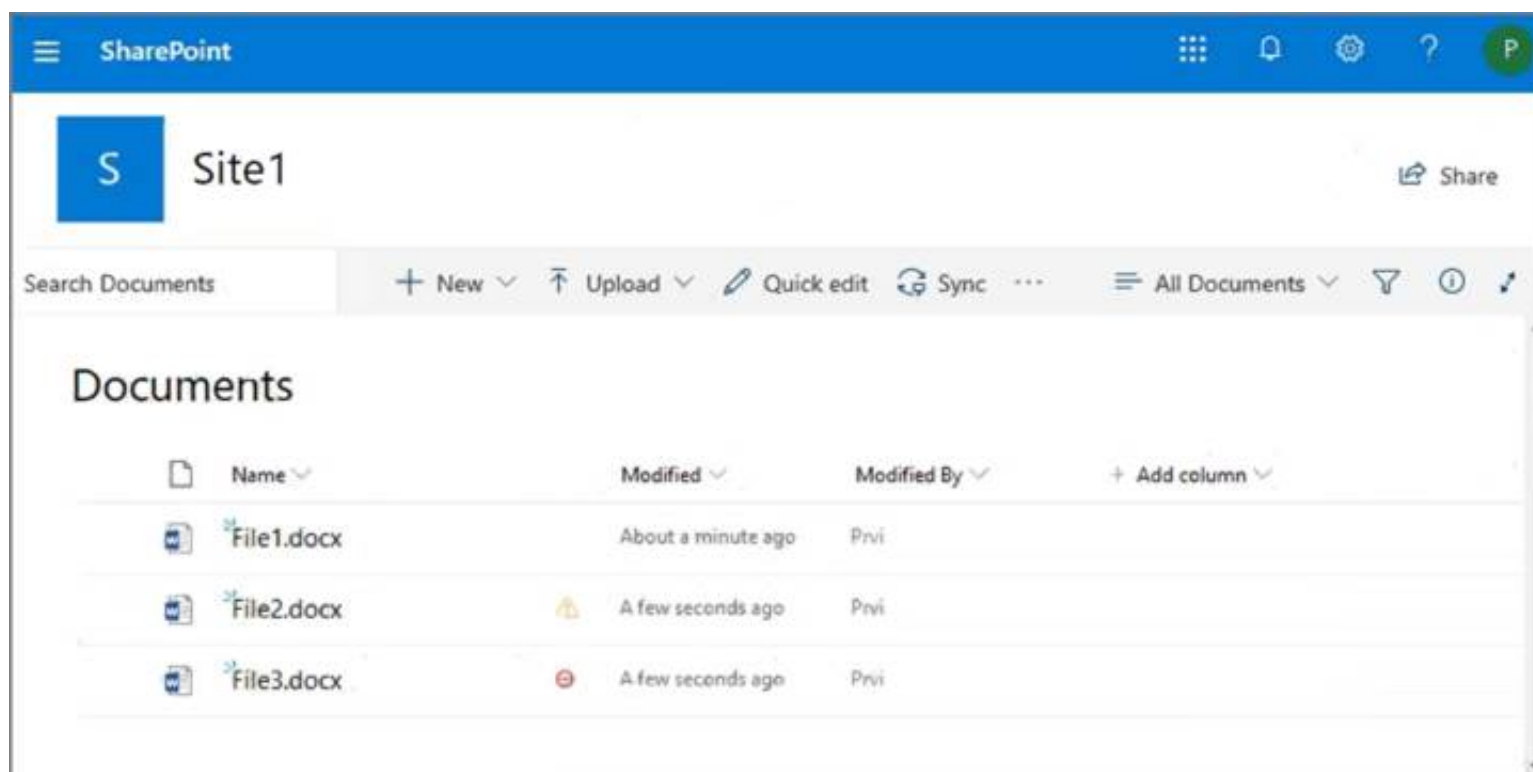 SharePoint ? P
S Site1 Share
Search Documents New Upload Quick edit Sync ... All Documents
Documents
Name Modified Modified By + Add column
File1.docx About a minute ago Prvi
File2.docx A few seconds ago Prvi
File3.docx A few seconds ago Prvi